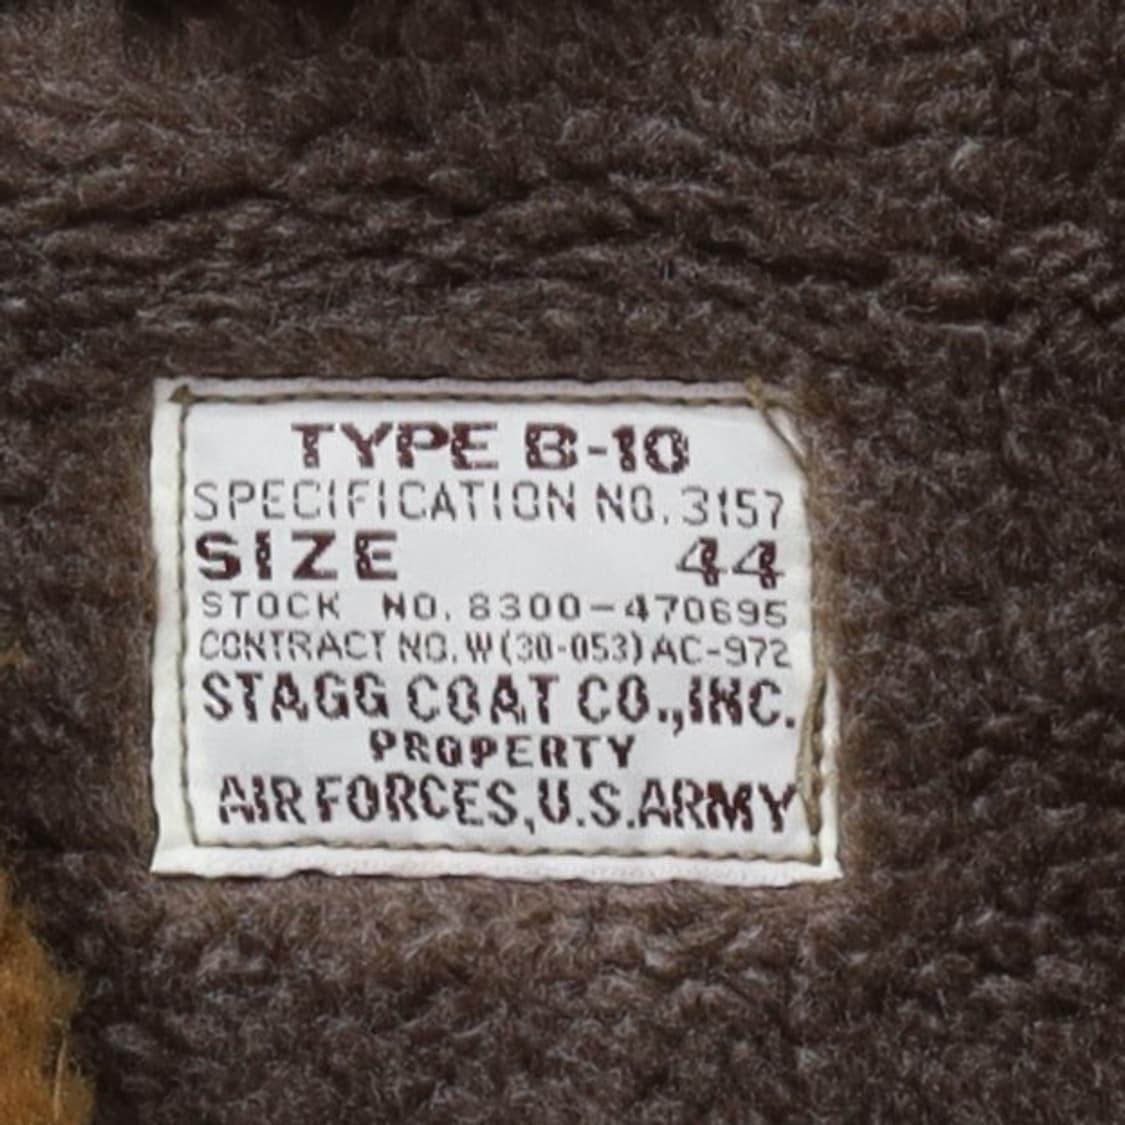 TYPE B-10
SPECIFICATION NO. 3157
SIZE 44
STOCK NO. 8300-470695
CONTRACT NO. W(30-053) AC-972
STAGG COAT CO.,INC.
PROPERTY
AIR FORCES,U.S.ARMY